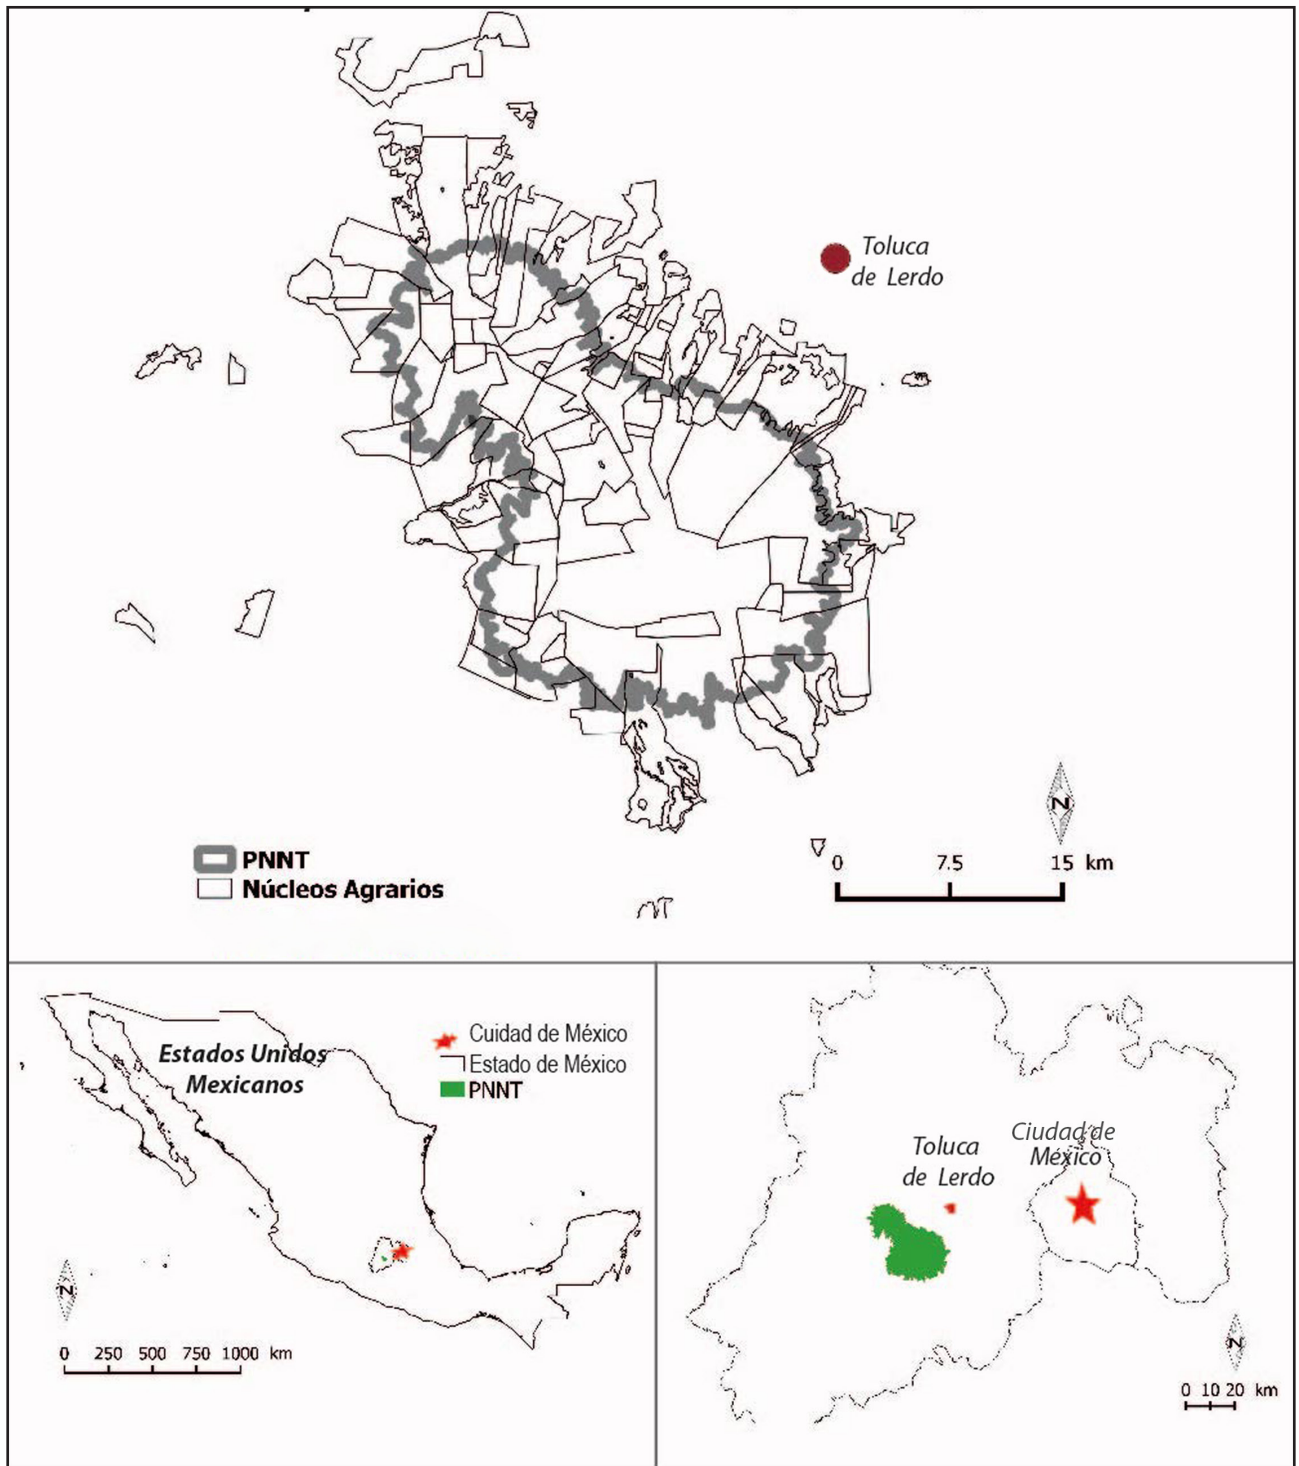 Toluca
de Lerdo
N
0 7.5 15 km
PNNT
Núcleos Agrarios
Estados Unidos
Mexicanos
Cuidad de México
Estado de México
PNNT
N
0 250 500 750 1000 km
Toluca
de Lerdo
Ciudad de
México
N
0 10 20 km